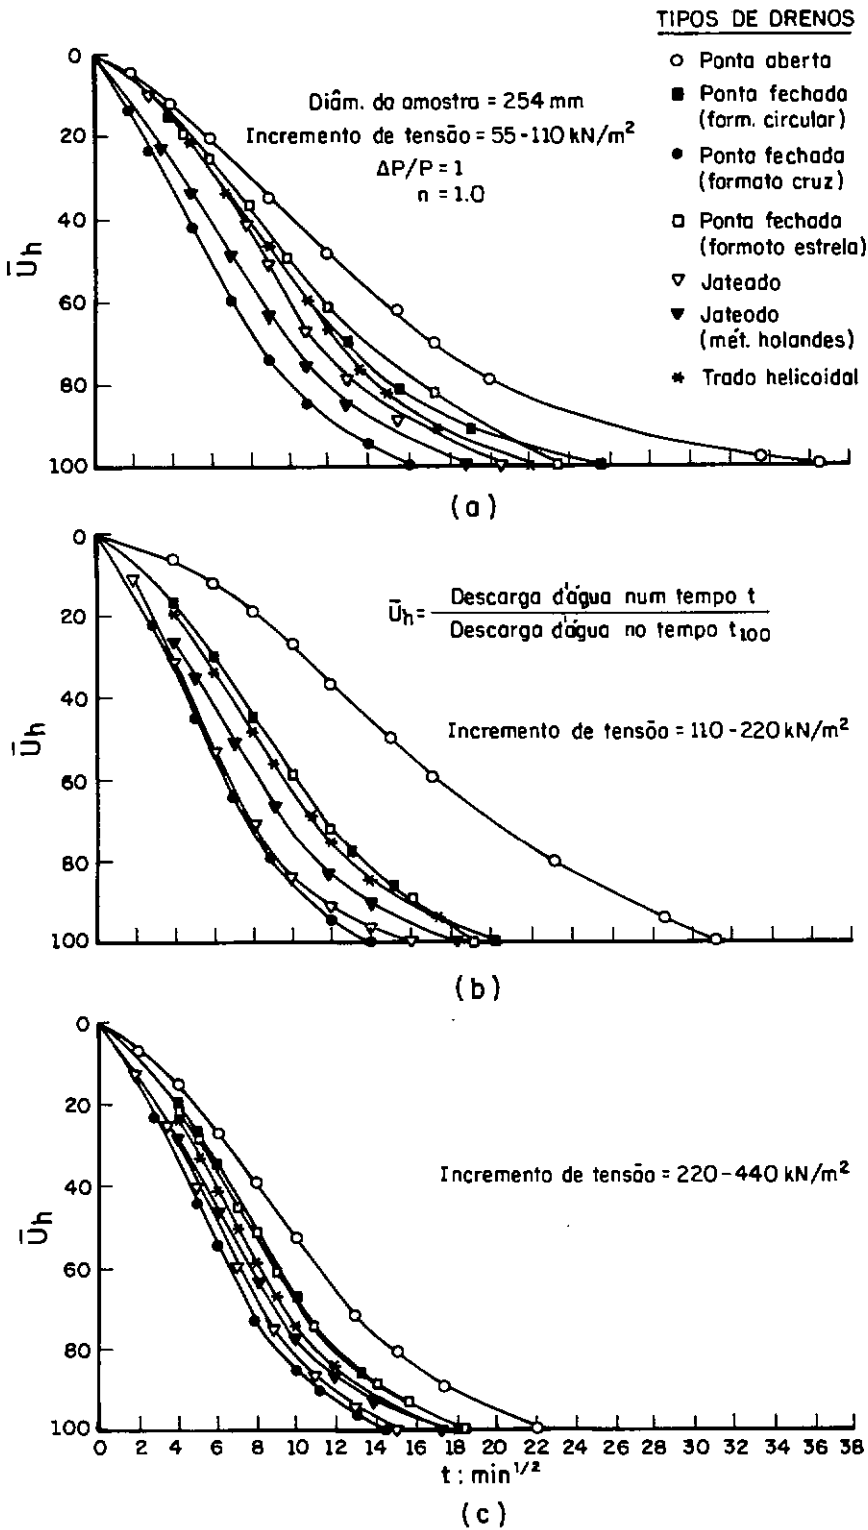 TIPOS DE DRENOS
Ponta aberta
Ponta fechada
(form. circular)
Ponta fechada
(formato cruz)
Ponta fechada
(formoto estrela)
Jateado
Jateodo
(mét. holandes)
Trado helicoidal
Diâm. da amostra = 254 mm
Incremento de tensão = 55-110 kN/m²
ΔP/P = 1
n = 1.0
Ūh
0
20
40
60
80
100
(a)
Ūh = Descarga d'água num tempo t
Descarga d'água no tempo t100
Incremento de tensão = 110-220 kN/m²
Ūh
0
20
40
60
80
100
(b)
Incremento de tensão = 220-440 kN/m²
Ūh
0
20
40
60
80
100
0 2 4 6 8 10 12 14 16 18 20 22 24 26 28 30 32 34 36 38
t : min^1/2
(c)